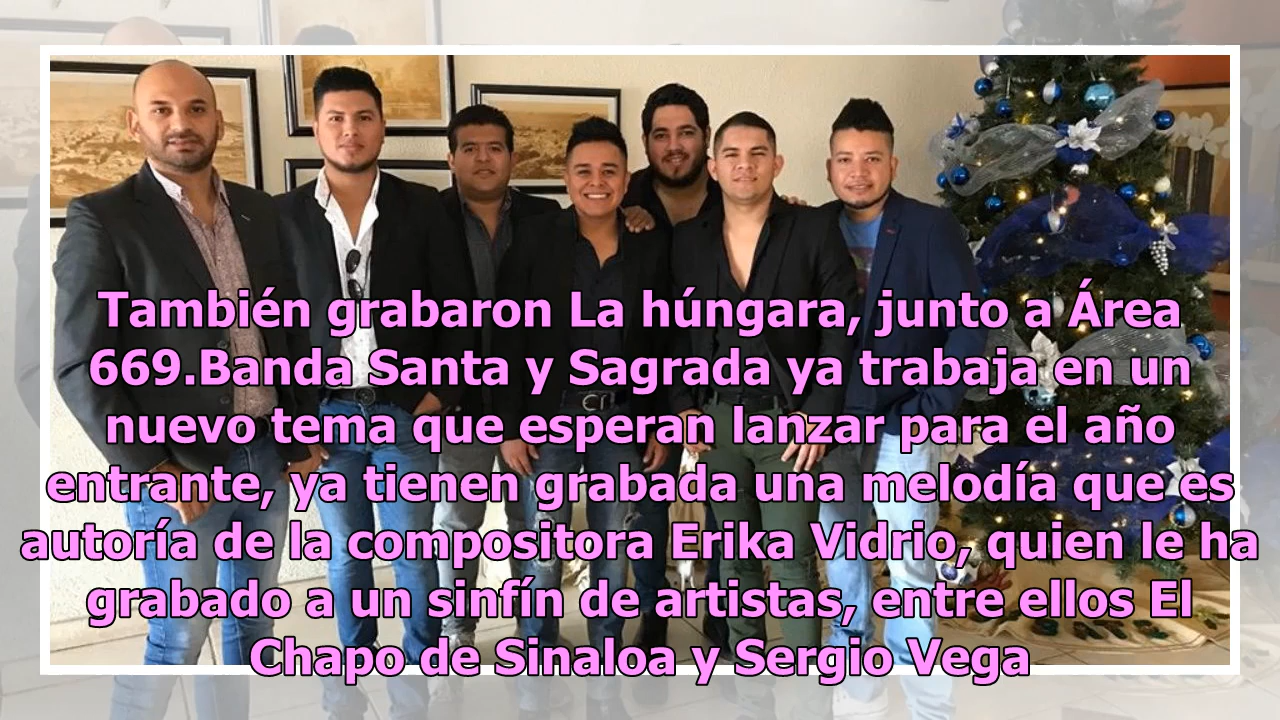 También grabaron La húngara, junto a Área
669.Banda Santa y Sagrada ya trabaja en un
nuevo tema que esperan lanzar para el año
entrante, ya tienen grabada una melodía que es
autoría de la compositora Erika Vidrio, quien le ha
grabado a un sinfín de artistas, entre ellos El
Chapo de Sinaloa y Sergio Vega